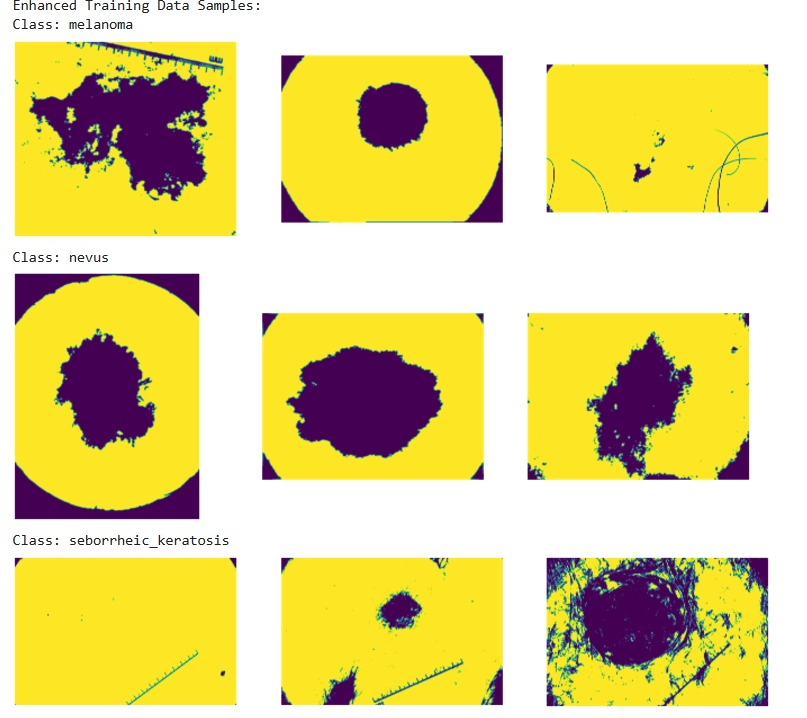 Enhanced Training Data Samples:
Class: melanoma
Class: nevus
Class: seborrheic_keratosis